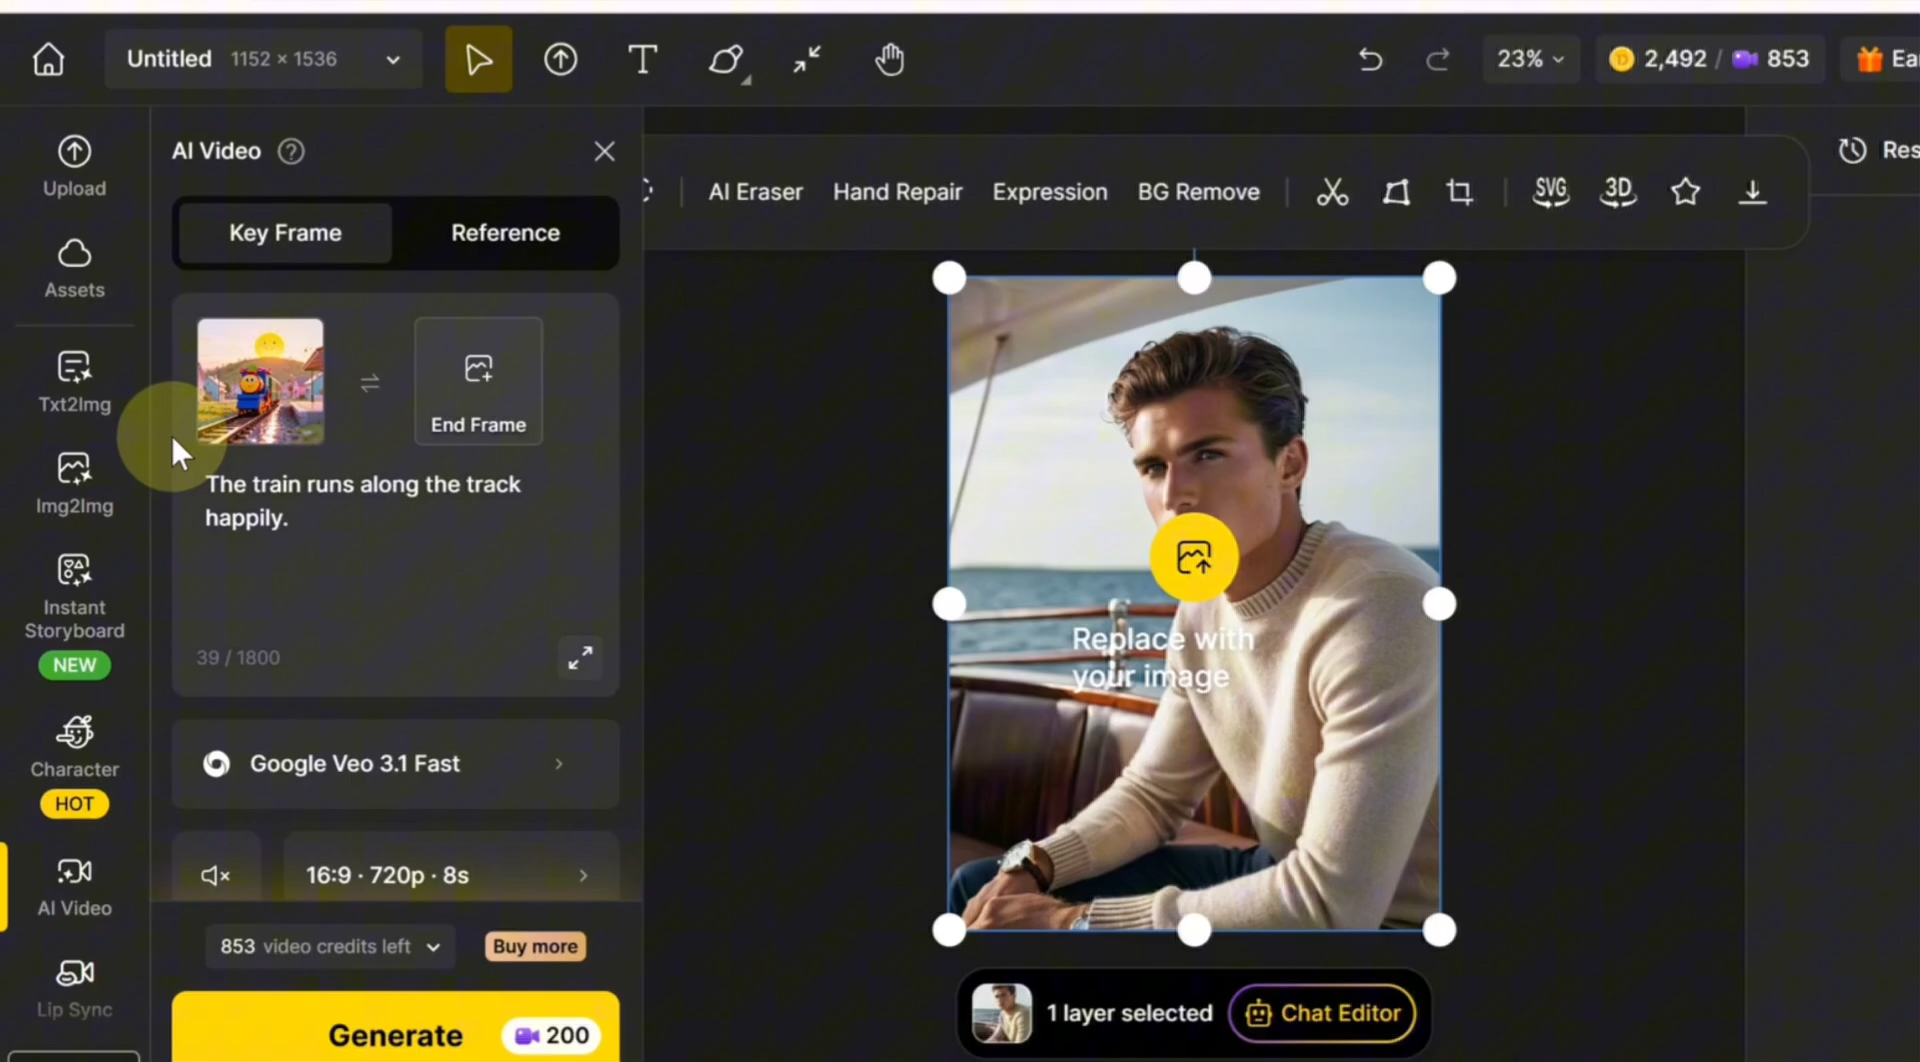 Untitled 1152 × 1536
23%
2,492 / 853
Ea
AI Video ?
Key Frame Reference
End Frame
The train runs along the track
happily.
39 / 1800
Google Veo 3.1 Fast
16:9 · 720p · 8s
853 video credits left Buy more
Generate 200
Upload
Assets
Txt2Img
Img2Img
Instant
Storyboard
NEW
Character
HOT
AI Video
Lip Sync
AI Eraser Hand Repair Expression BG Remove SVG 3D
Res
Replace with
your image
1 layer selected Chat Editor